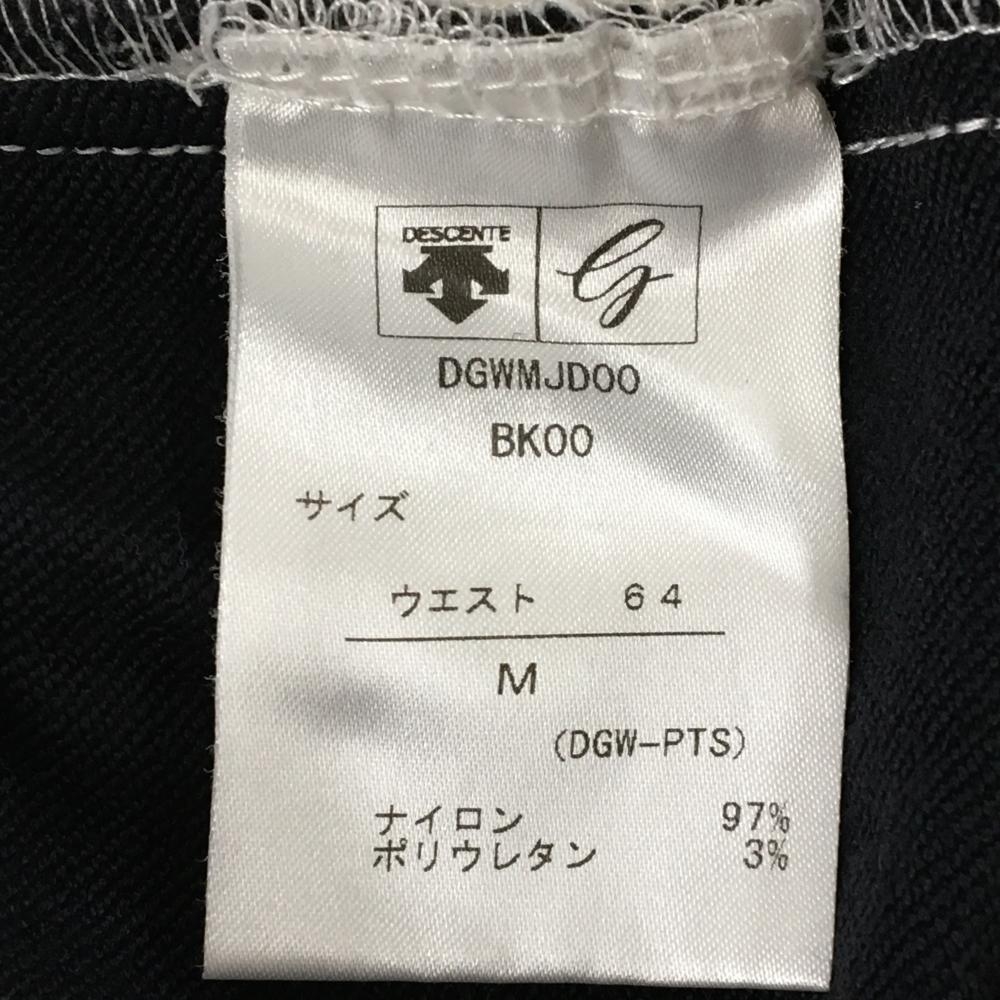 DESCENTE G
DGWMJD00
BK00
サイズ
ウエスト 64
M
(DGW-PTS)
ナイロン 97%
ポリウレタン 3%